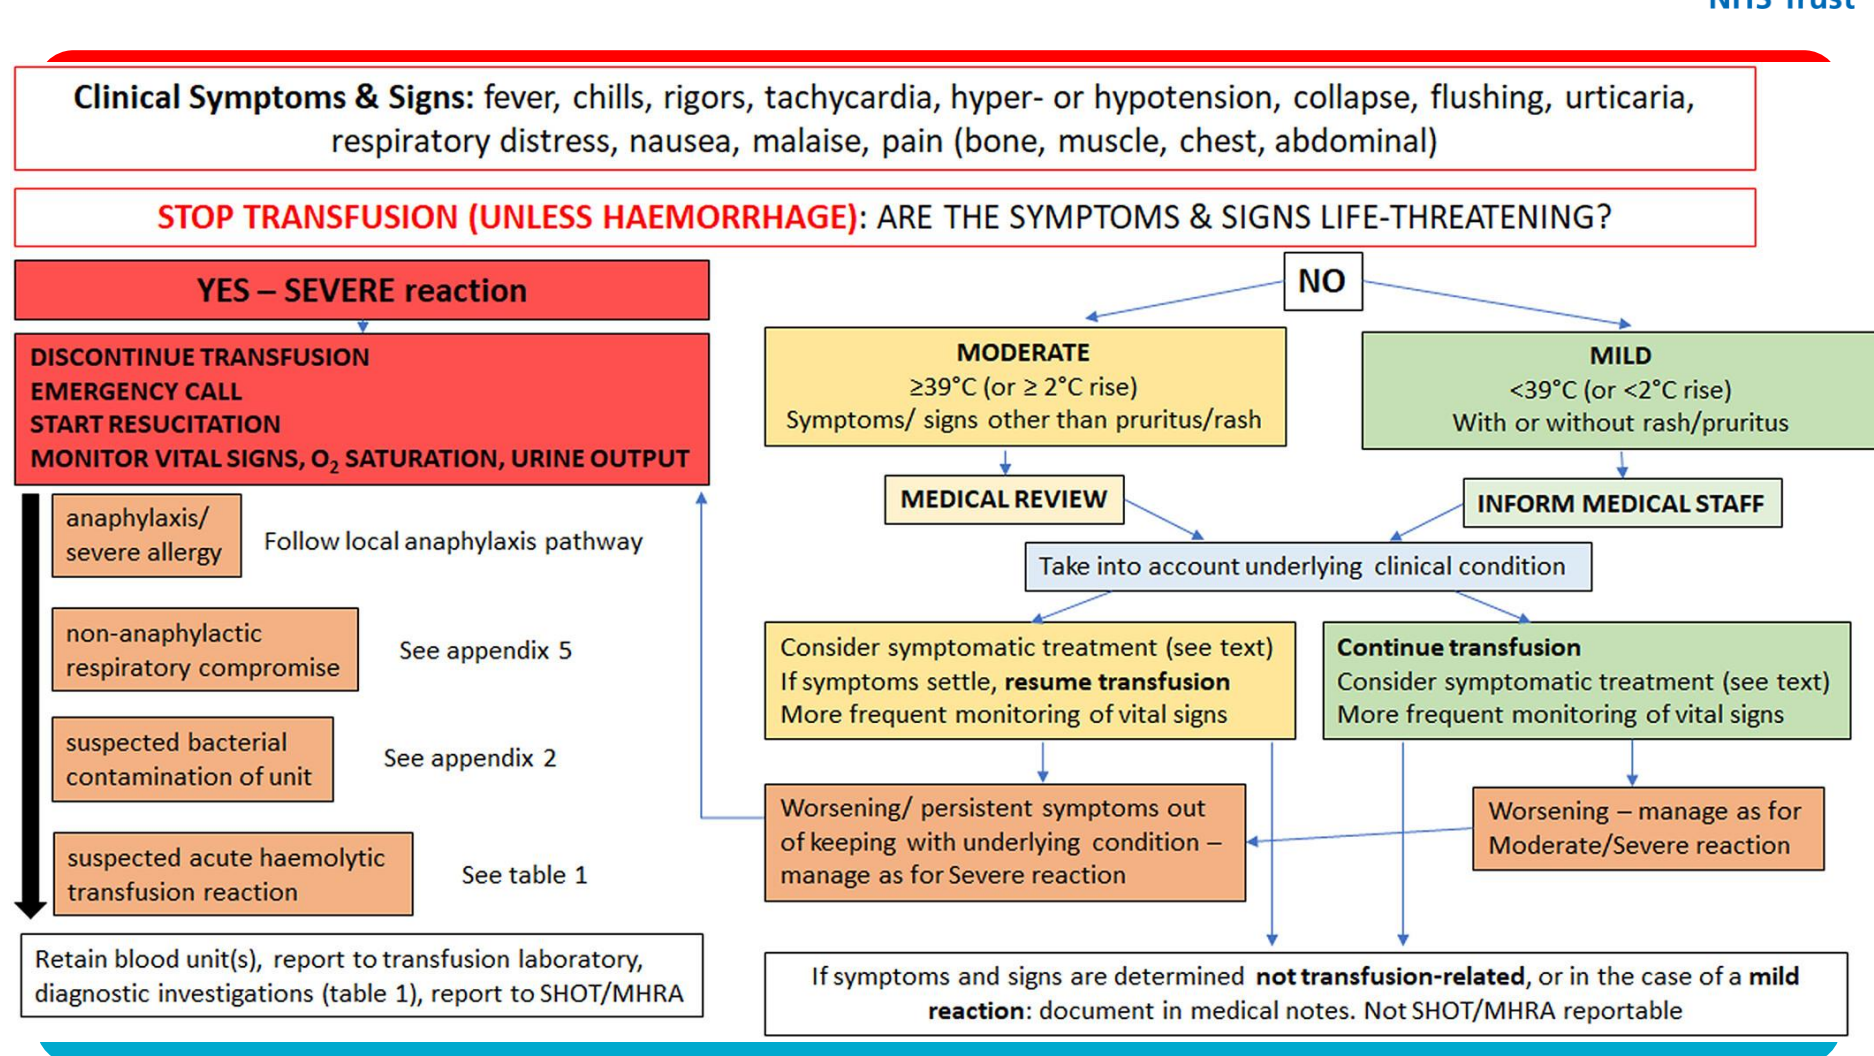 NHS Trust
Clinical Symptoms & Signs: fever, chills, rigors, tachycardia, hyper- or hypotension, collapse, flushing, urticaria,
respiratory distress, nausea, malaise, pain (bone, muscle, chest, abdominal)
STOP TRANSFUSION (UNLESS HAEMORRHAGE): ARE THE SYMPTOMS & SIGNS LIFE-THREATENING?
YES – SEVERE reaction
DISCONTINUE TRANSFUSION
EMERGENCY CALL
START RESUCITATION
MONITOR VITAL SIGNS, O₂ SATURATION, URINE OUTPUT
anaphylaxis/
severe allergy
Follow local anaphylaxis pathway
non-anaphylactic
respiratory compromise
See appendix 5
suspected bacterial
contamination of unit
See appendix 2
suspected acute haemolytic
transfusion reaction
See table 1
Retain blood unit(s), report to transfusion laboratory,
diagnostic investigations (table 1), report to SHOT/MHRA
NO
MODERATE
≥39°C (or ≥ 2°C rise)
Symptoms/ signs other than pruritus/rash
MILD
<39°C (or <2°C rise)
With or without rash/pruritus
MEDICAL REVIEW
INFORM MEDICAL STAFF
Take into account underlying clinical condition
Consider symptomatic treatment (see text)
If symptoms settle, resume transfusion
More frequent monitoring of vital signs
Continue transfusion
Consider symptomatic treatment (see text)
More frequent monitoring of vital signs
Worsening/ persistent symptoms out
of keeping with underlying condition –
manage as for Severe reaction
Worsening – manage as for
Moderate/Severe reaction
If symptoms and signs are determined not transfusion-related, or in the case of a mild
reaction: document in medical notes. Not SHOT/MHRA reportable